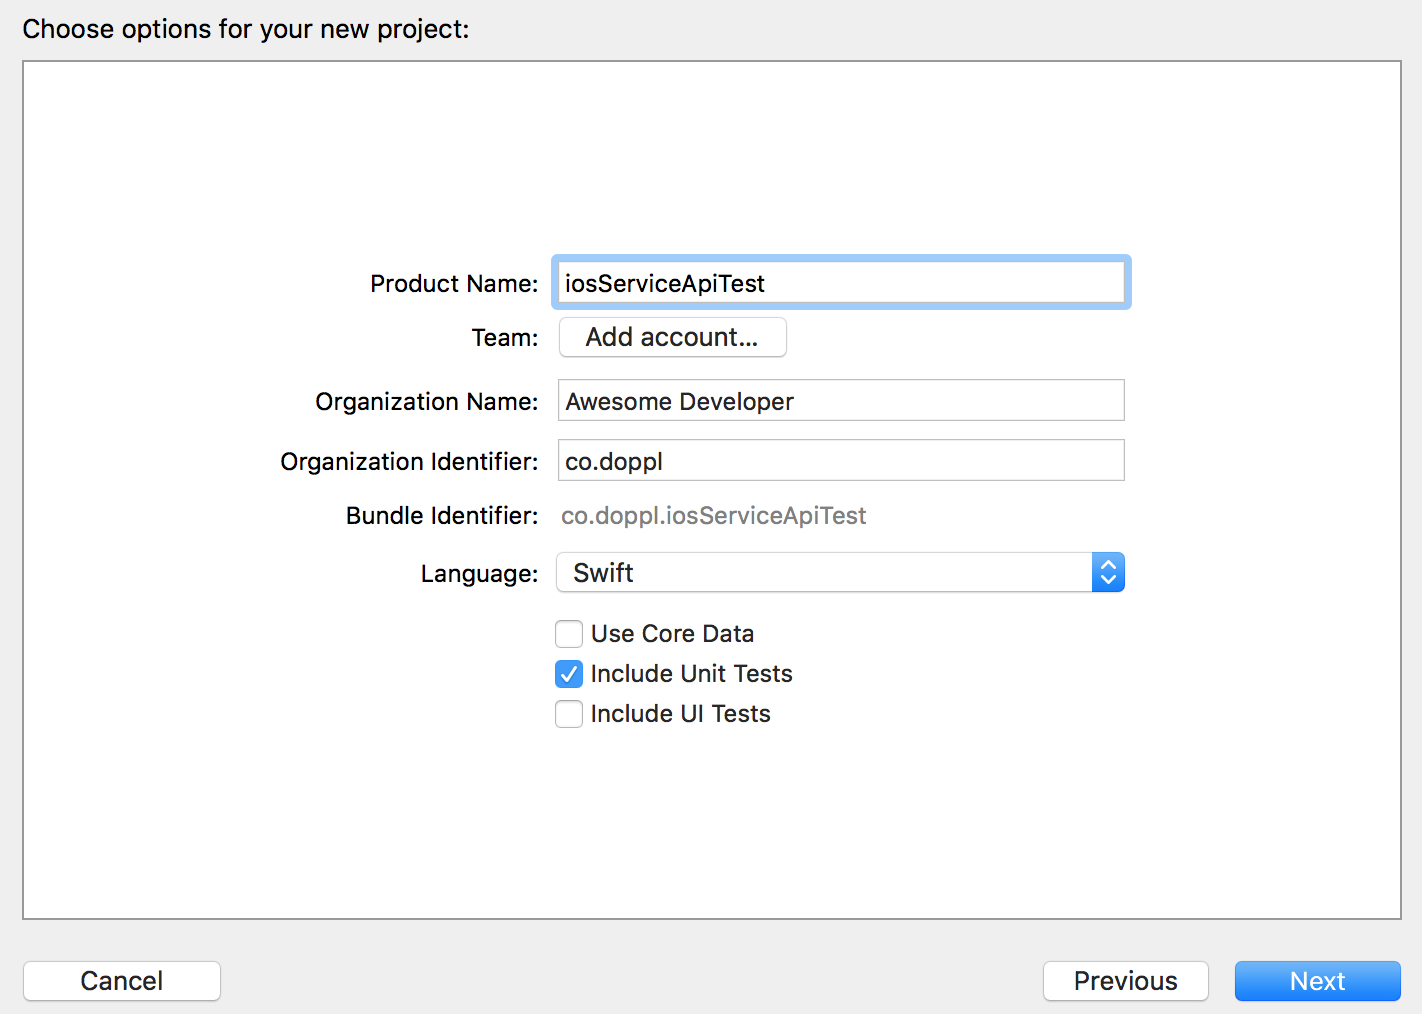 Choose options for your new project:
Product Name: iosServiceApiTest
Team: Add account...
Organization Name: Awesome Developer
Organization Identifier: co.doppl
Bundle Identifier: co.doppl.iosServiceApiTest
Language: Swift
Use Core Data
Include Unit Tests
Include UI Tests
Cancel Previous Next